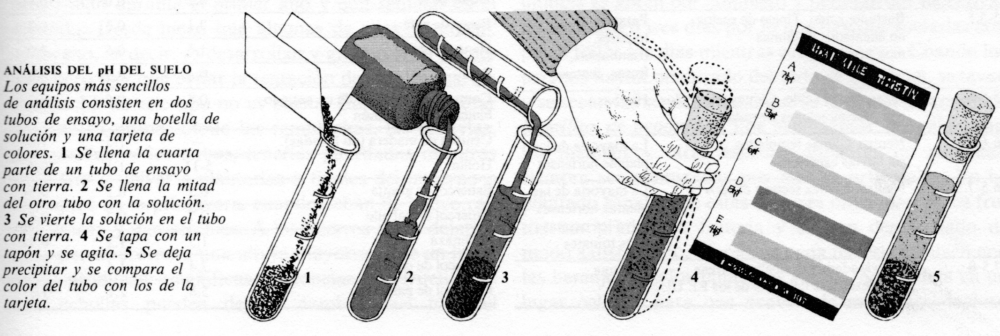 ANÁLISIS DEL pH DEL SUELO
Los equipos más sencillos
de análisis consisten en dos
tubos de ensayo, una botella de
solución y una tarjeta de
colores. 1 Se llena la cuarta
parte de un tubo de ensayo
con tierra. 2 Se llena la mitad
del otro tubo con la solución.
3 Se vierte la solución en el tubo
con tierra. 4 Se tapa con un
tapón y se agita. 5 Se deja
precipitar y se compara el
color del tubo con los de la
tarjeta.
1
2
3
4
5
A
B
C
D
E